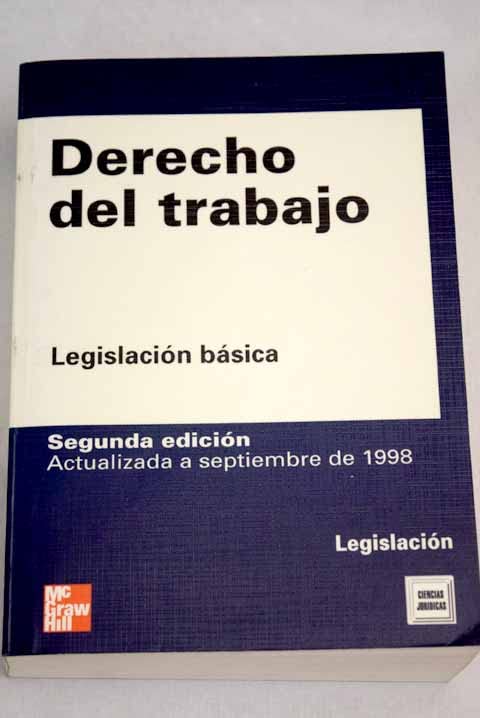 Derecho
del trabajo
Legislación básica
Segunda edición
Actualizada a septiembre de 1998
Legislación
Mc
Graw
Hill
CIENCIAS
JURIDICAS